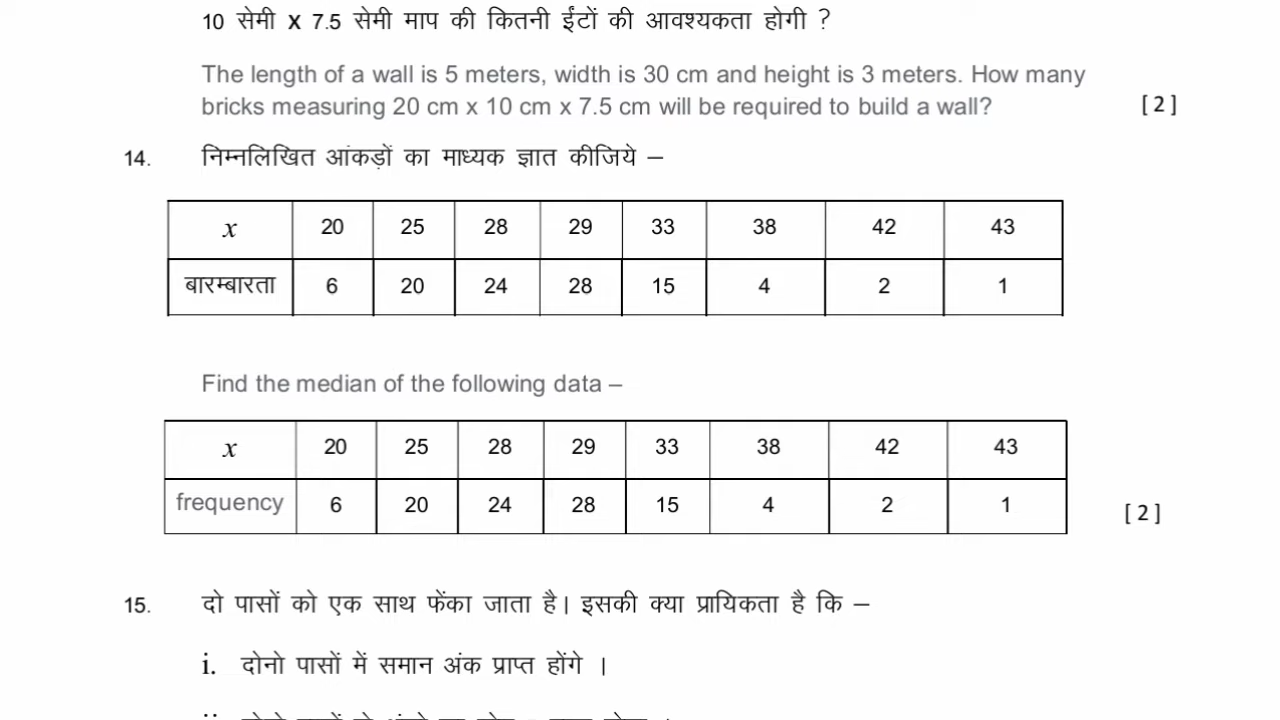 10 सेमी X 7.5 सेमी माप की कितनी ईंटों की आवश्यकता होगी ?
The length of a wall is 5 meters, width is 30 cm and height is 3 meters. How many
bricks measuring 20 cm x 10 cm x 7.5 cm will be required to build a wall? [ 2 ]
14. निम्नलिखित आंकड़ों का माध्यक ज्ञात कीजिये –
x 20 25 28 29 33 38 42 43
बारम्बारता 6 20 24 28 15 4 2 1
Find the median of the following data –
x 20 25 28 29 33 38 42 43
frequency 6 20 24 28 15 4 2 1 [ 2 ]
15. दो पासों को एक साथ फेंका जाता है। इसकी क्या प्रायिकता है कि –
i. दोनो पासों में समान अंक प्राप्त होंगे ।